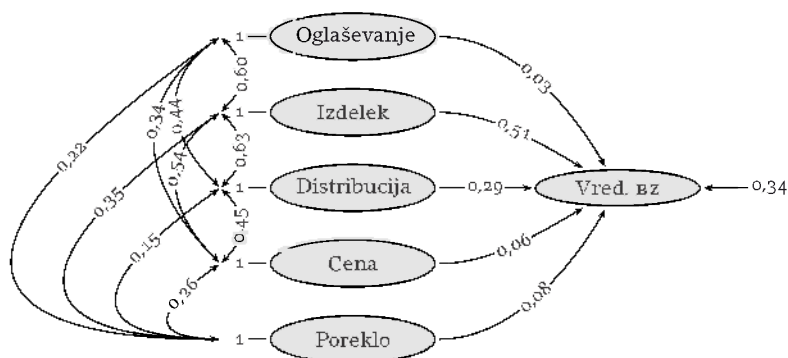 1 Oglaševanje
0,03
0,60
0,34
0,44
1 Izdelek
0,51
0,22
0,54
0,63
0,35
1 Distribucija
0,29
Vred. BZ
0,34
0,15
0,45
1 Cena
0,06
0,26
0,08
1 Poreklo